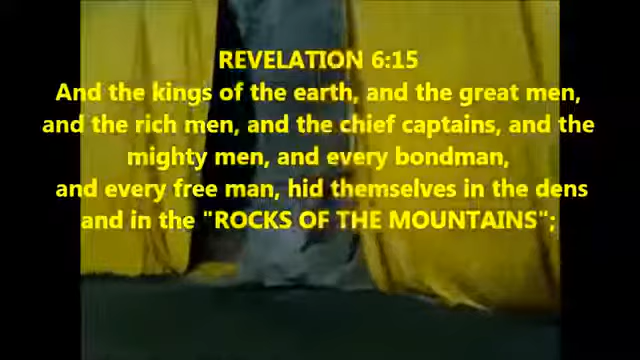 REVELATION 6:15
And the kings of the earth, and the great men,
and the rich men, and the chief captains, and the
mighty men, and every bondman,
and every free man, hid themselves in the dens
and in the "ROCKS OF THE MOUNTAINS";